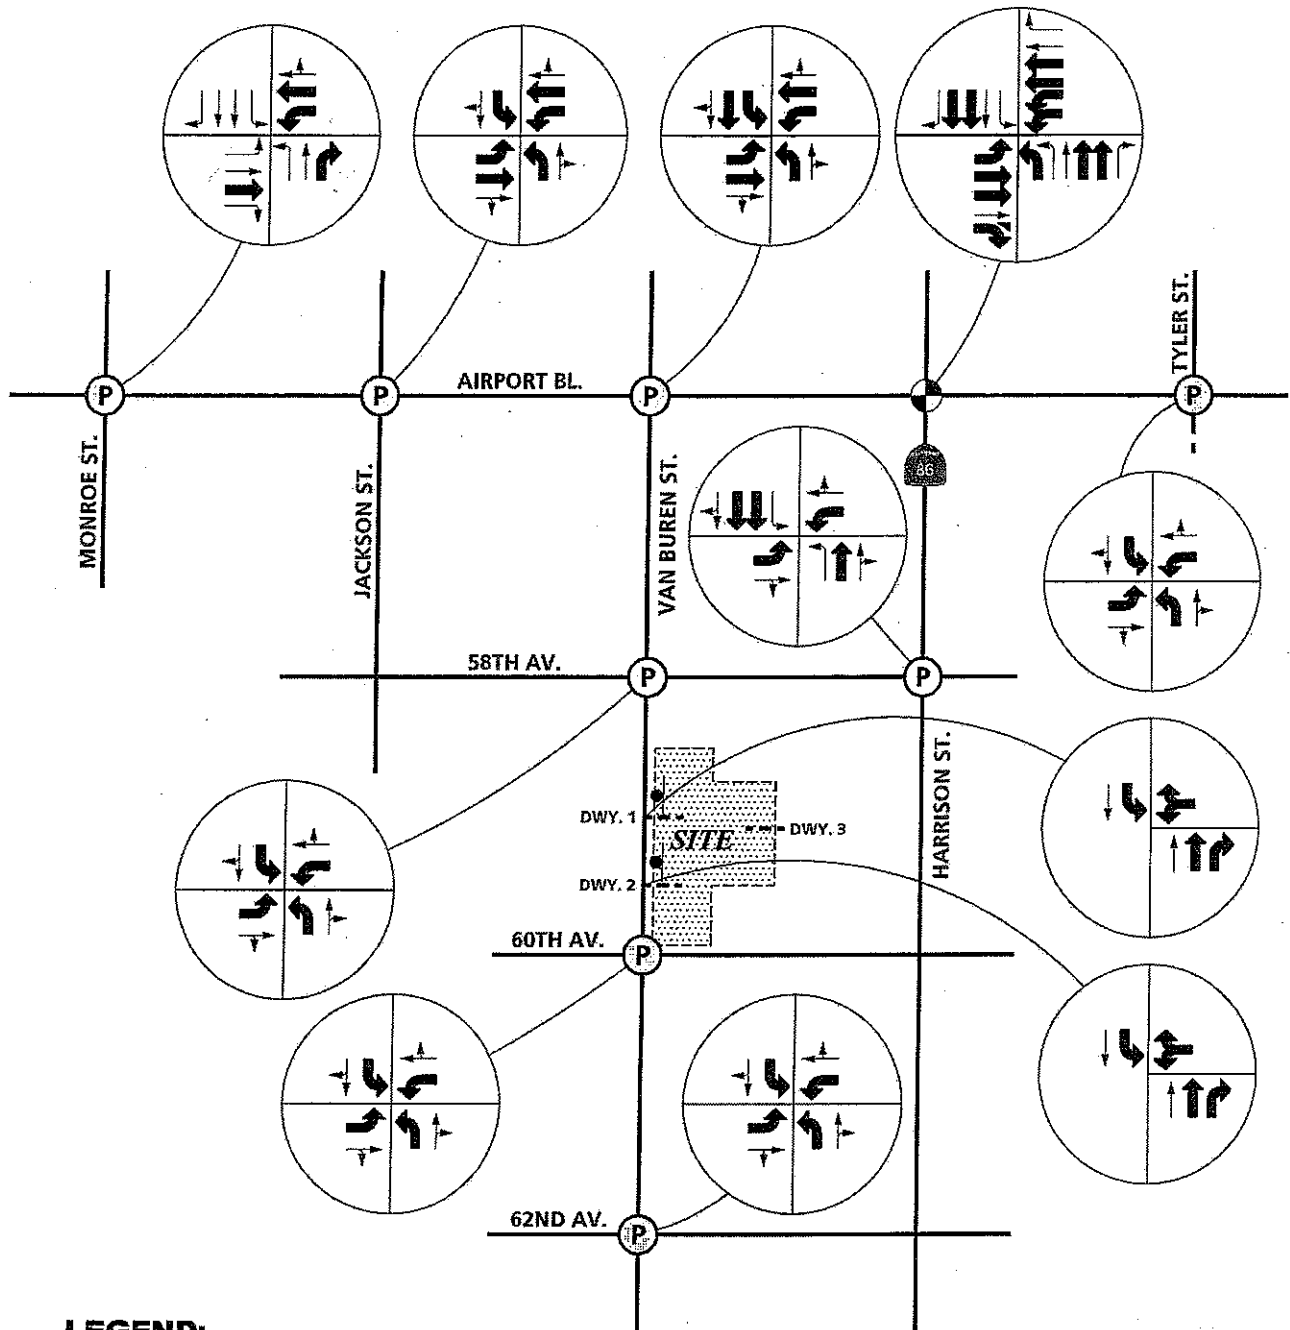 TYLER ST.
AIRPORT BL.
P
P
P
P
MONROE ST.
JACKSON ST.
VAN BUREN ST.
86
58TH AV.
P
P
HARRISON ST.
DWY. 1
SITE
DWY. 3
DWY. 2
60TH AV.
P
62ND AV.
P
LEGEND: